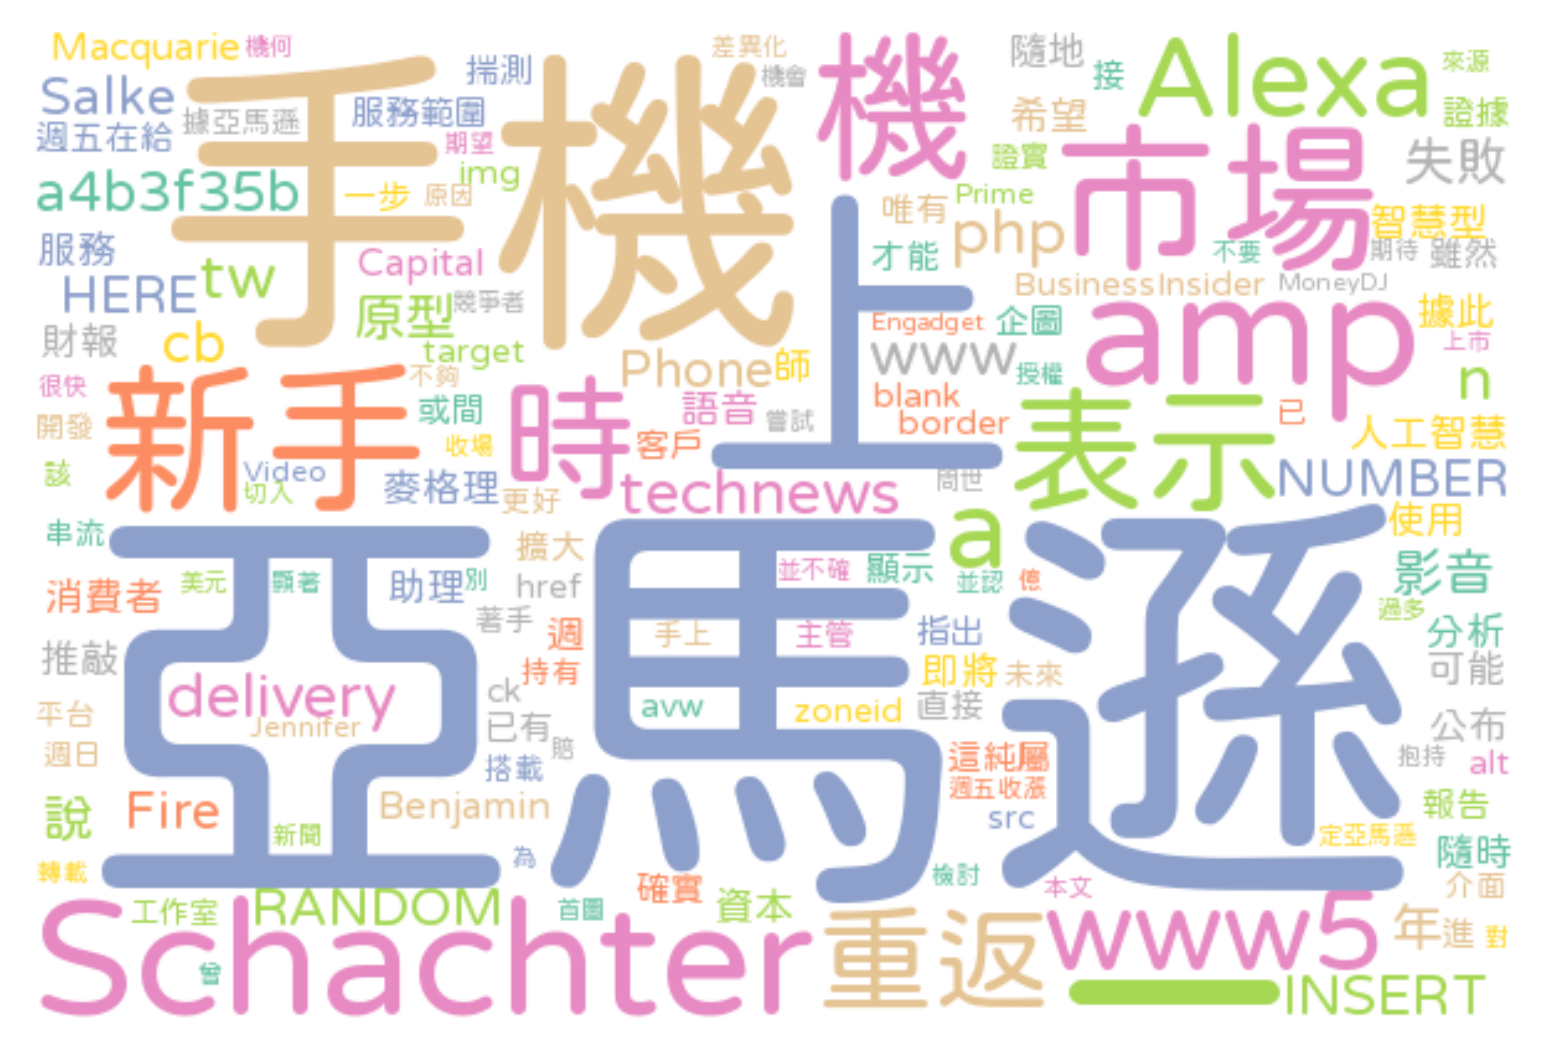 Macquarie
機何
Salke
週五在給
據亞馬遜
手機
揣測
服務範圍
期望
差異化
機會
機
隨地
接
希望
Alexa
來源
證據
失敗
a4b3f35b
一步
原因
img
證實
Prime
唯有
php
市場
智慧型
服務
HERE
tw
Capital
原型
競爭者
才能
不要
期待
雖然
BusinessInsider
MoneyDJ
財報
cb
target
上
Engadget
企圖
amp
據此
上市
很快
新手
不夠
Phone
師
www
授權
n
開發
或間
時
語音
嘗試
blank
border
表示
已
人工智慧
該
Video
切入
收場
客戶
麥格理
更好
technews
問世
NUMBER
串流
擴大
a
使用
亞馬遜
消費者
美元
顯著
助理
別
href
並不確
顯示
並認
億
影音
過多
推敲
著手
週
手上
主管
指出
分析
可能
delivery
Jennifer
ck
持有
avw
zoneid
即將
未來
直接
平台
週日
已有
賠
公布
搭載
這純屬
週五收漲
抱持
alt
說
Fire
新聞
Benjamin
src
報告
定亞馬遜
隨時
轉載
為
確實
檢討
本文
介面
工作室
RANDOM
首圖
資本
Schachter
曾
重返
www5
年
進
對
一
INSERT